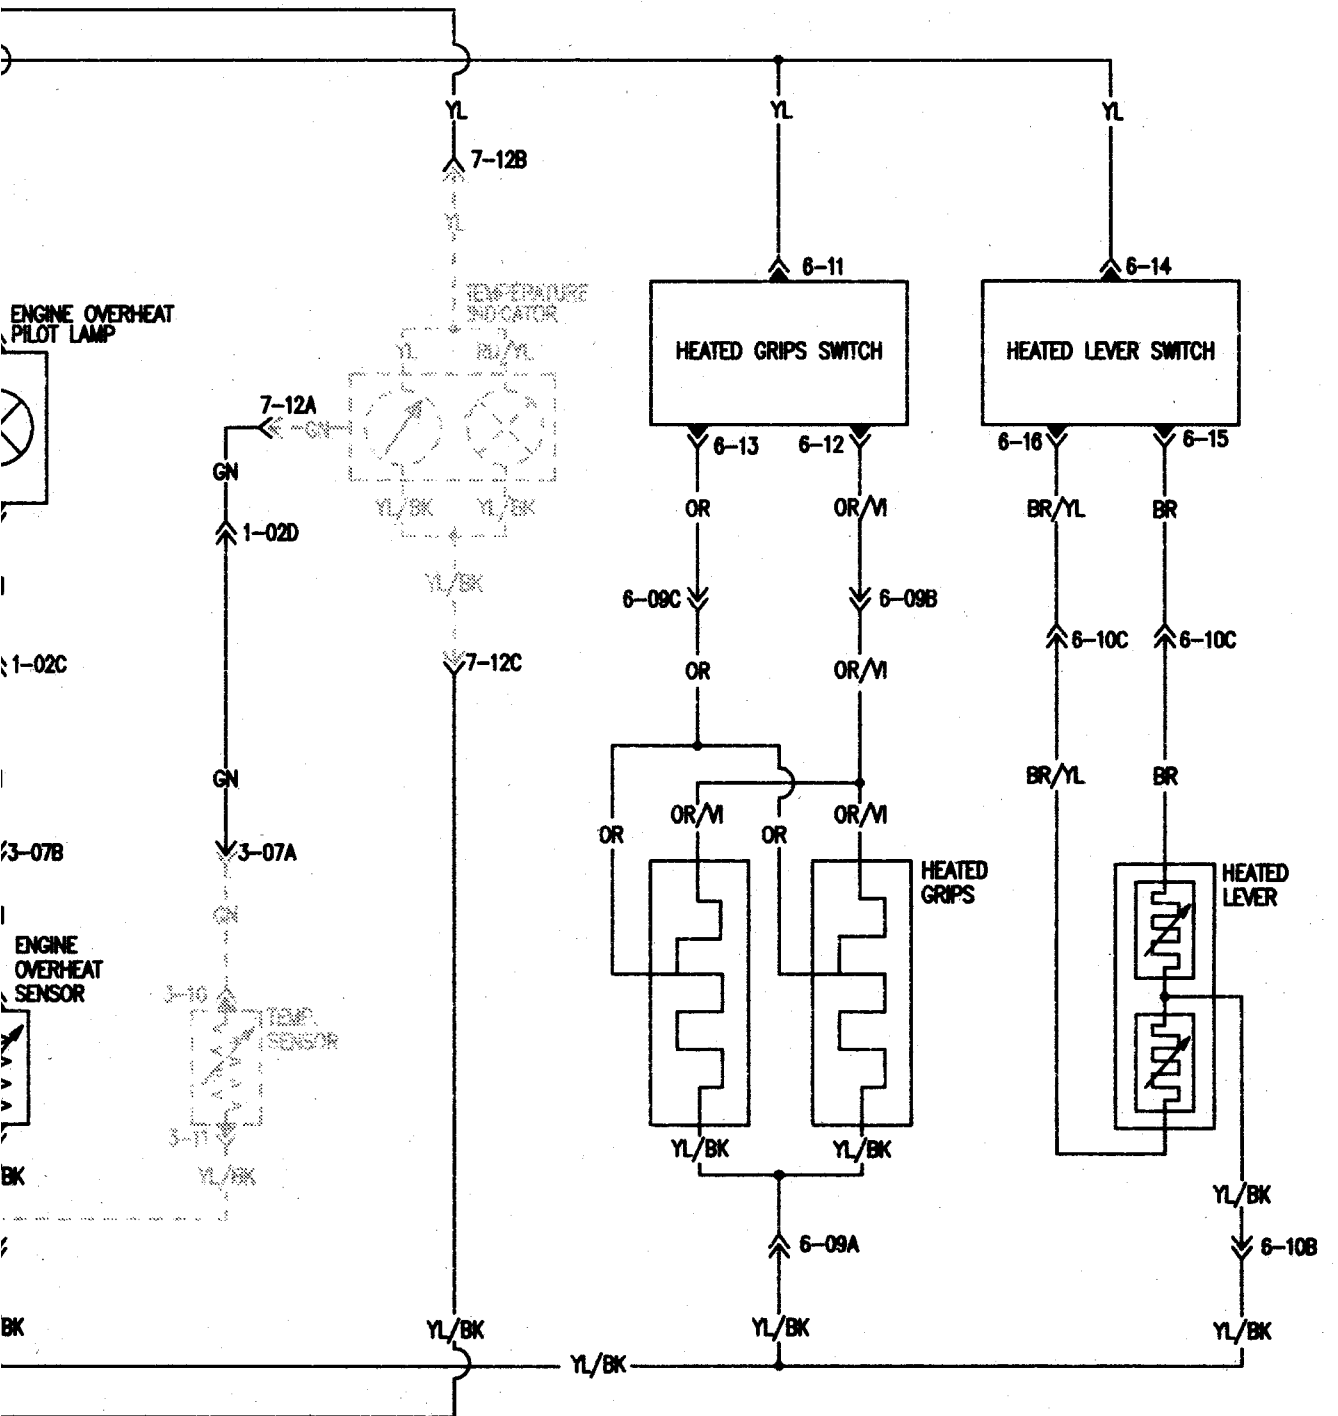 YL
YL
YL
7-12B
YL
6-11
6-14
TEMPERATURE
INDICATOR
ENGINE OVERHEAT
PILOT LAMP
YL
RD/YL
HEATED GRIPS SWITCH
HEATED LEVER SWITCH
7-12A
GN
6-13
6-12
6-16
6-15
GN
YL/BK
YL/BK
OR
OR/VI
BR/YL
BR
1-02D
YL/BK
6-09C
6-09B
6-10C
6-10C
1-02C
7-12C
OR
OR/VI
GN
BR/YL
BR
OR/VI
OR/VI
OR
OR
3-07B
3-07A
HEATED
GRIPS
HEATED
LEVER
GN
ENGINE
OVERHEAT
SENSOR
3-10
TEMP.
SENSOR
3-11
YL/BK
YL/BK
YL/BK
BK
YL/BK
6-09A
6-10B
BK
YL/BK
YL/BK
YL/BK
YL/BK